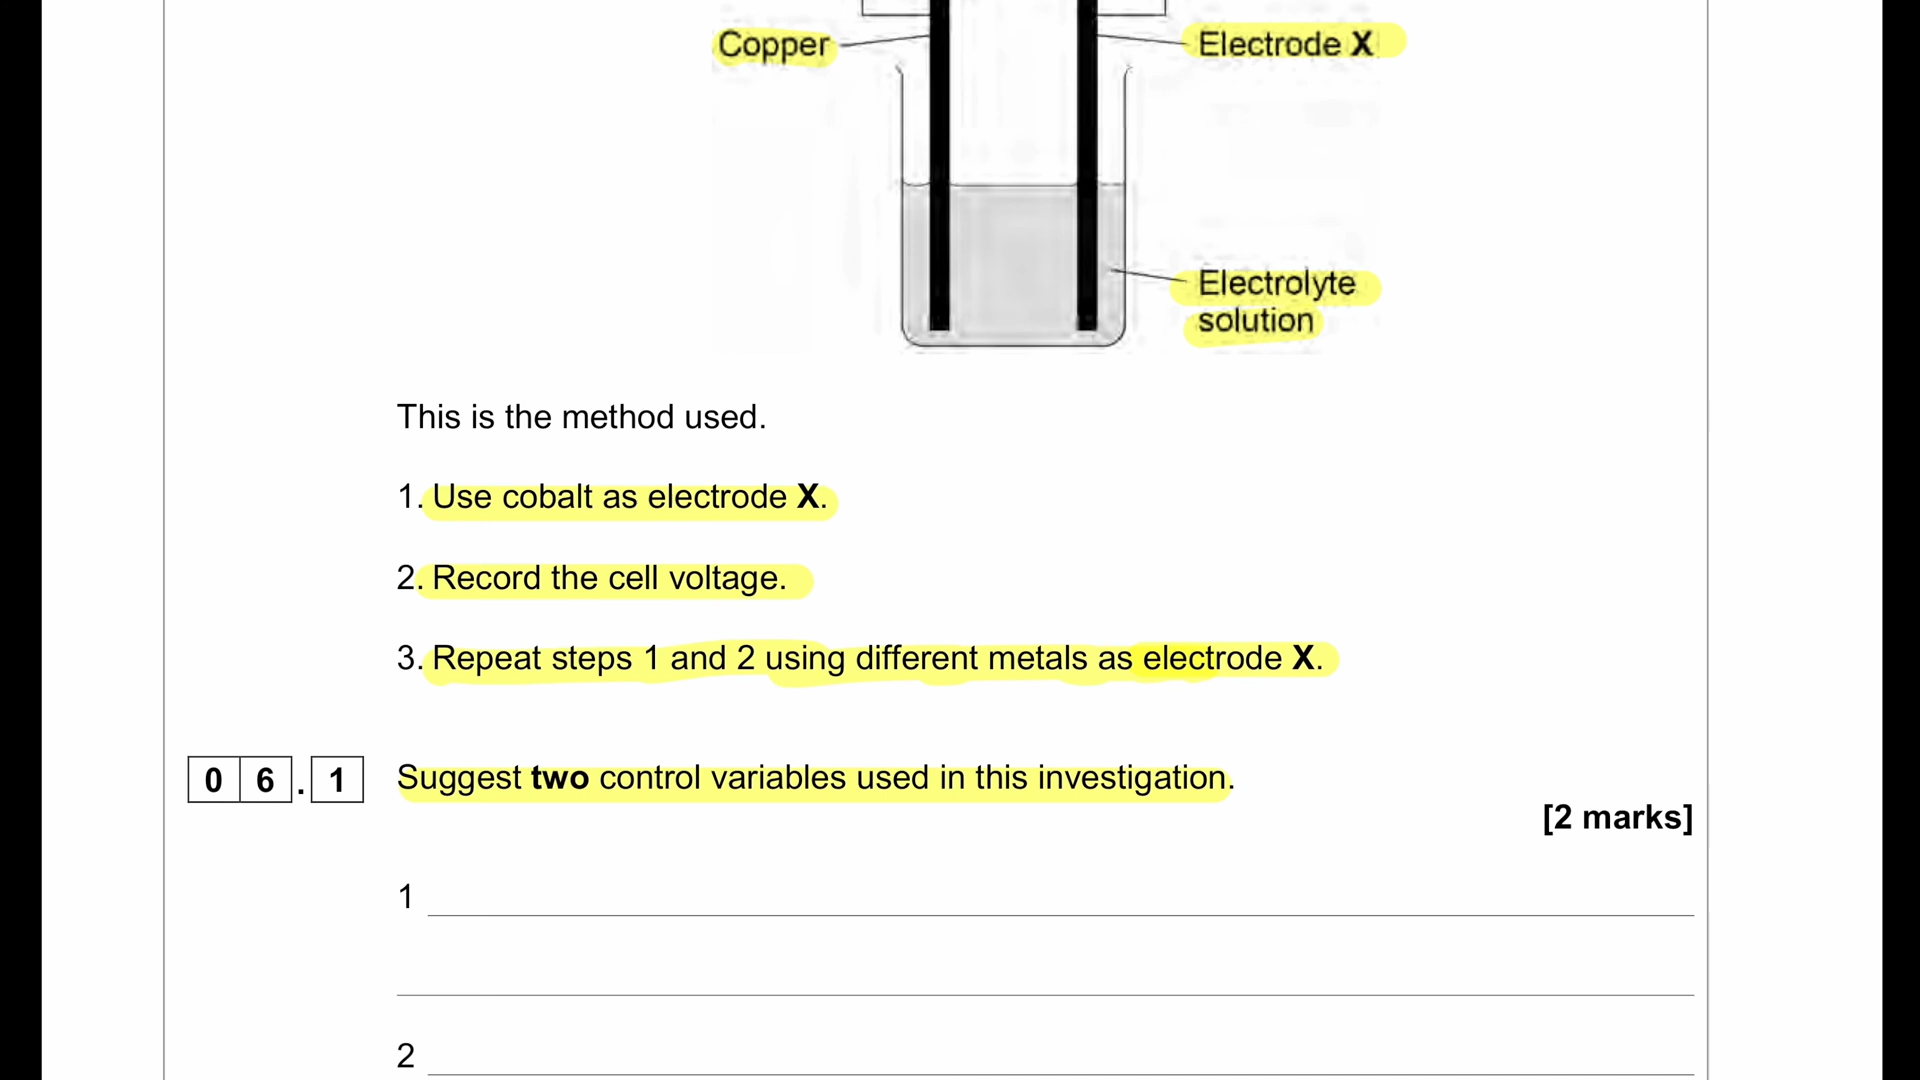 Copper
Electrode X
Electrolyte
solution
This is the method used.
1. Use cobalt as electrode X.
2. Record the cell voltage.
3. Repeat steps 1 and 2 using different metals as electrode X.
0 6 . 1 Suggest two control variables used in this investigation.
[2 marks]
1
2